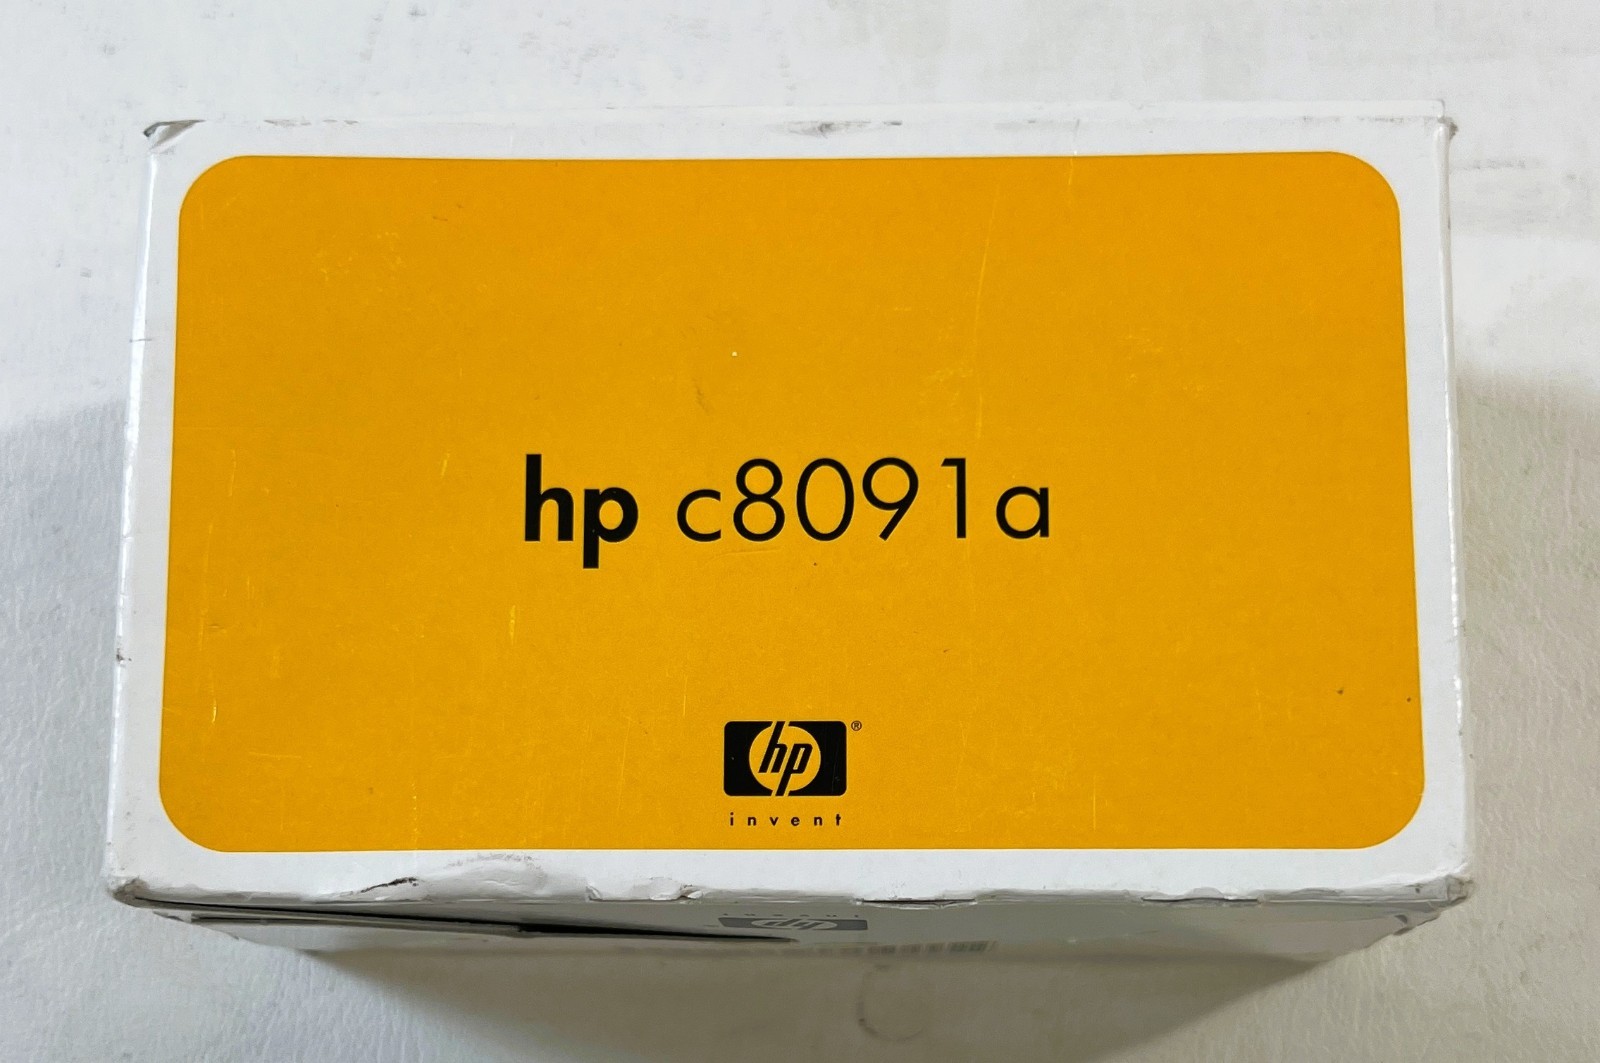 hp c8091a
hp®
invent